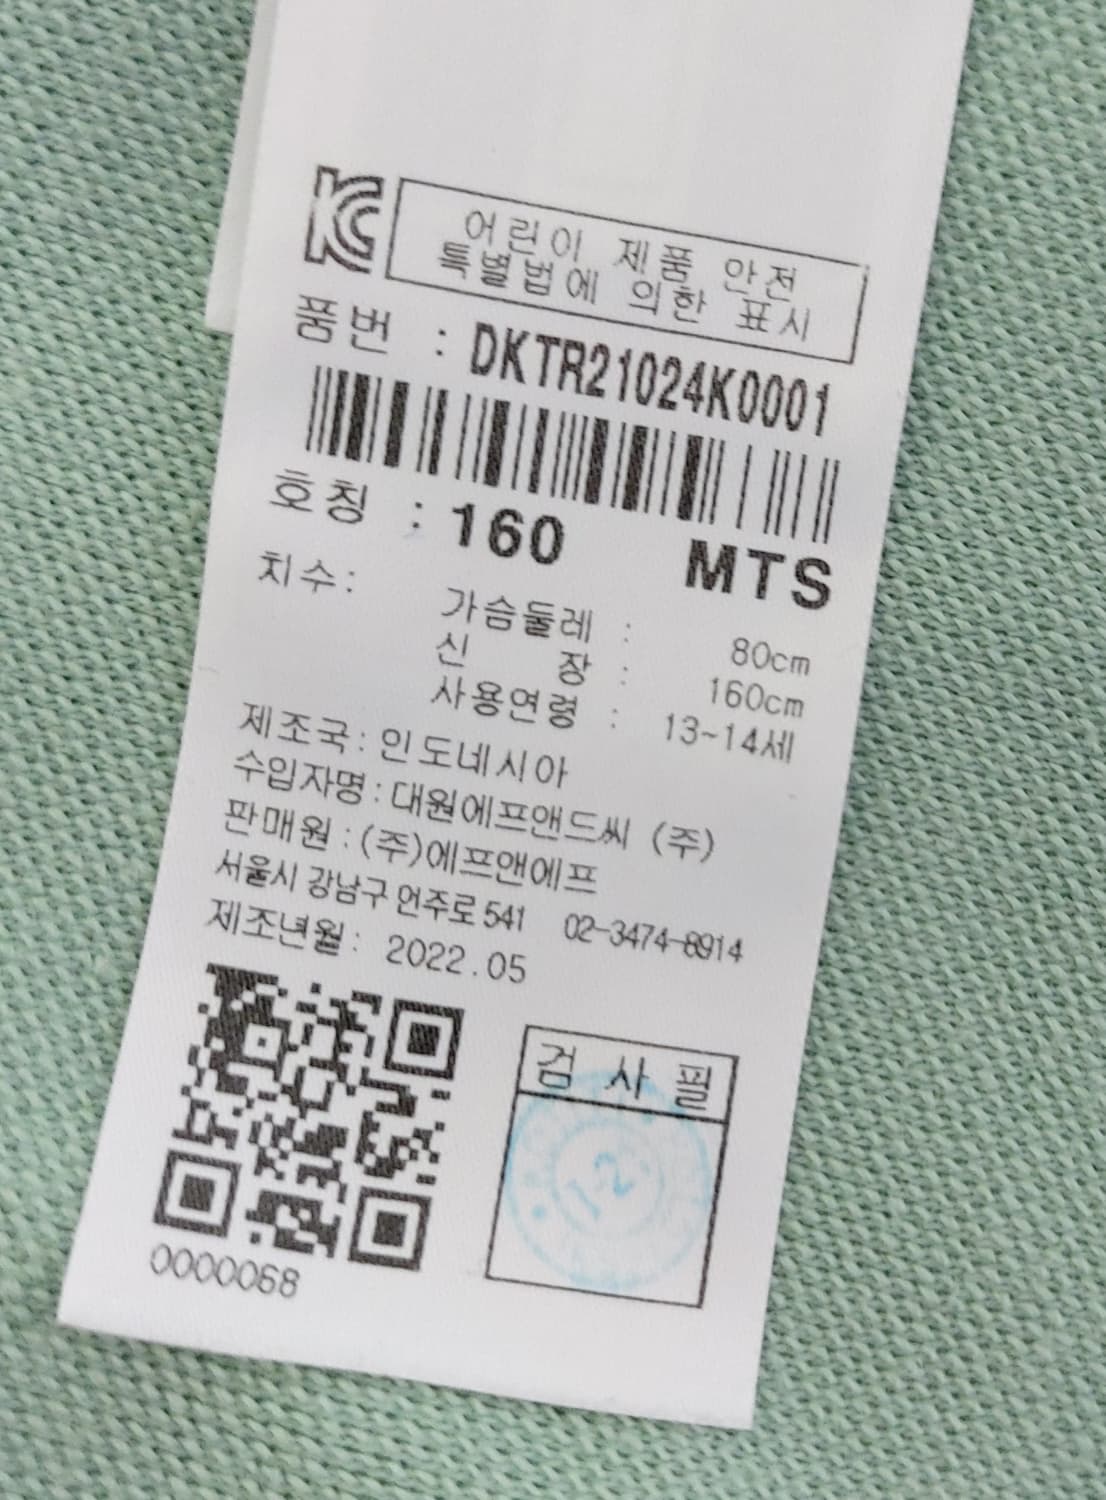 KC
어린이 제품 안전
특별법에 의한 표시
품번 : DKTR21024K0001
호칭 : 160 MTS
치수:
가슴둘레 : 80cm
신장 : 160cm
사용연령 : 13~14세
제조국: 인도네시아
수입자명: 대원에프앤드씨 (주)
판매원 : (주)에프앤에프
서울시 강남구 언주로 541 02-3474-8914
제조년월: 2022.05
검사필
12
0000068